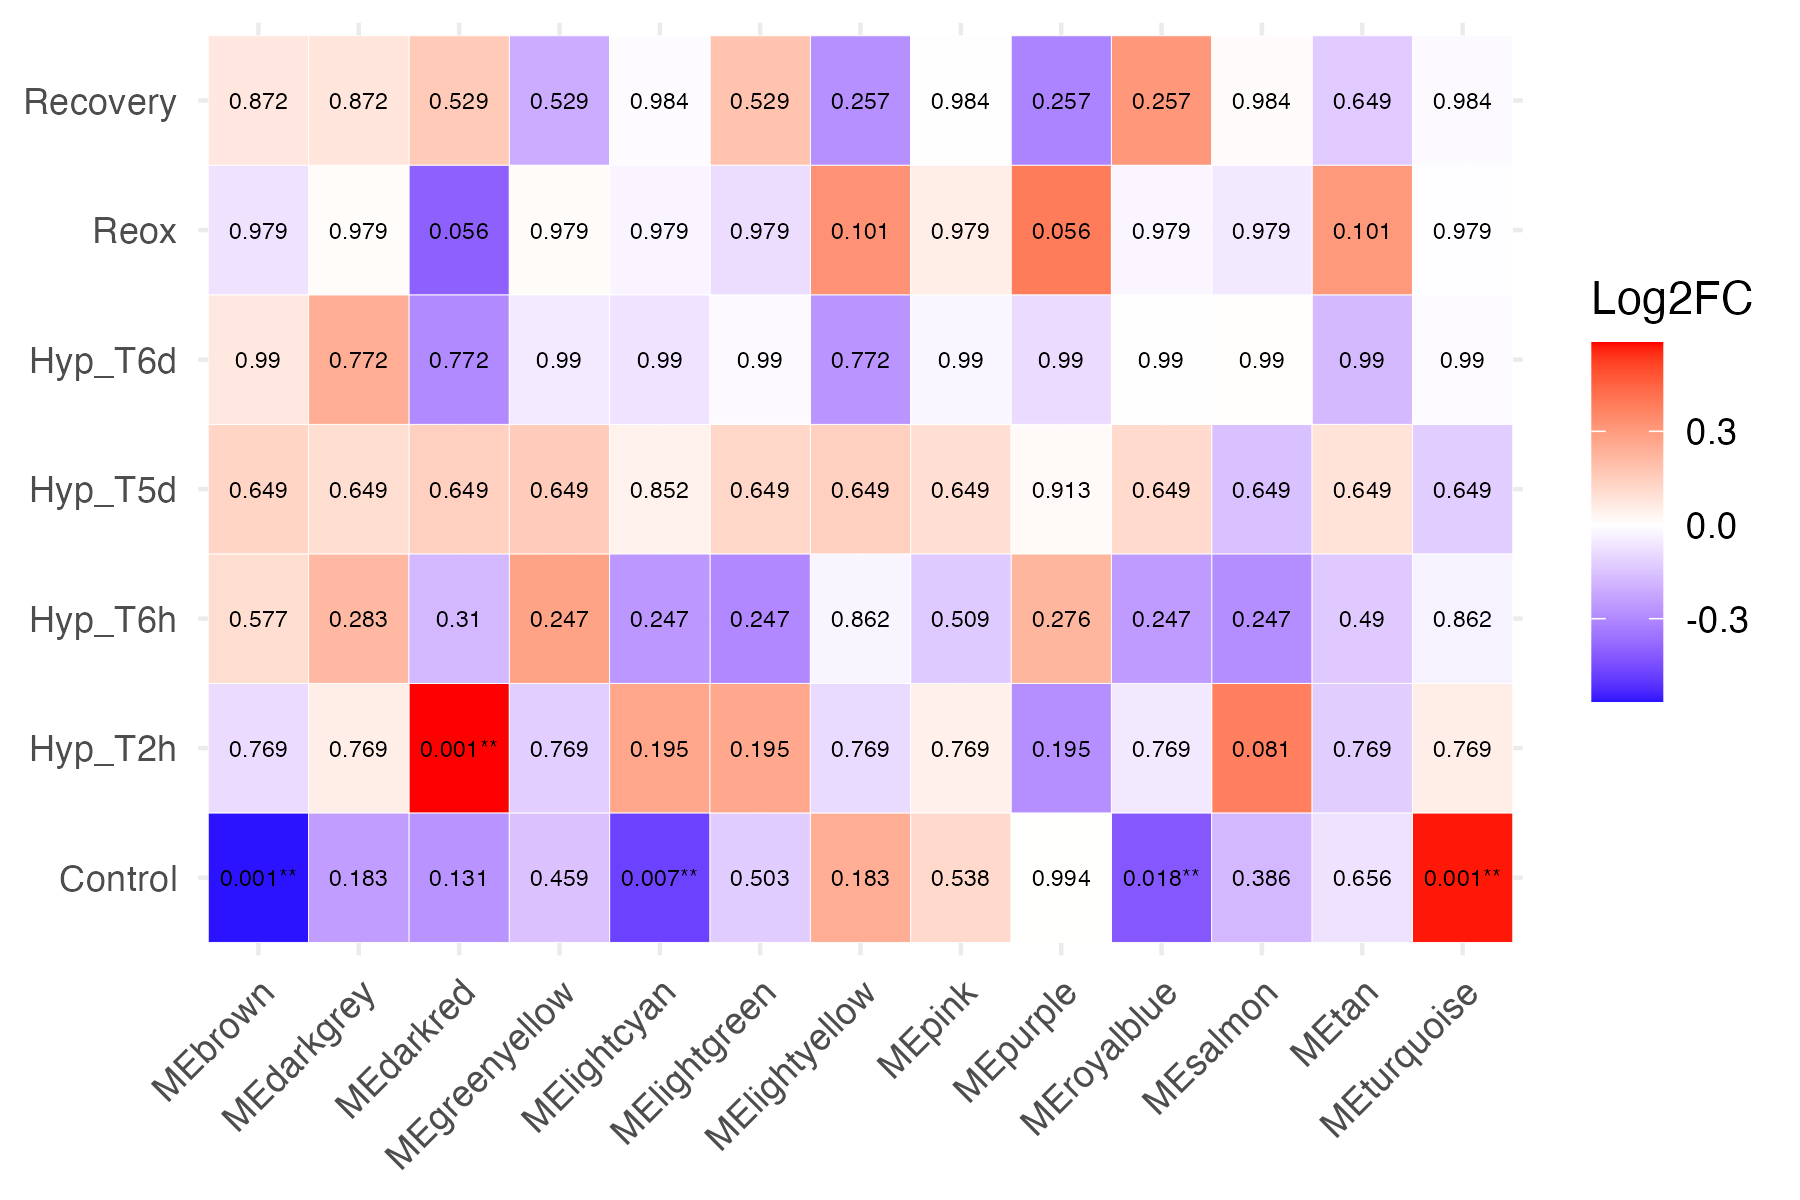 Recovery 0.872 0.872 0.529 0.529 0.984 0.529 0.257 0.984 0.257 0.257 0.984 0.649 0.984
Reox 0.979 0.979 0.056 0.979 0.979 0.979 0.101 0.979 0.056 0.979 0.979 0.101 0.979
Hyp_T6d 0.99 0.772 0.772 0.99 0.99 0.99 0.772 0.99 0.99 0.99 0.99 0.99 0.99
Hyp_T5d 0.649 0.649 0.649 0.649 0.852 0.649 0.649 0.649 0.913 0.649 0.649 0.649 0.649
Hyp_T6h 0.577 0.283 0.31 0.247 0.247 0.247 0.862 0.509 0.276 0.247 0.247 0.49 0.862
Hyp_T2h 0.769 0.769 0.001** 0.769 0.195 0.195 0.769 0.769 0.195 0.769 0.081 0.769 0.769
Control 0.001** 0.183 0.131 0.459 0.007** 0.503 0.183 0.538 0.994 0.018** 0.386 0.656 0.001**
MEbrown MEdarkgrey MEdarkred MEgreenyellow MElightcyan MElightgreen MElightyellow MEpink MEpurple MEroyalblue MEsalmon MEtan MEturquoise
Log2FC
0.3
0.0
-0.3